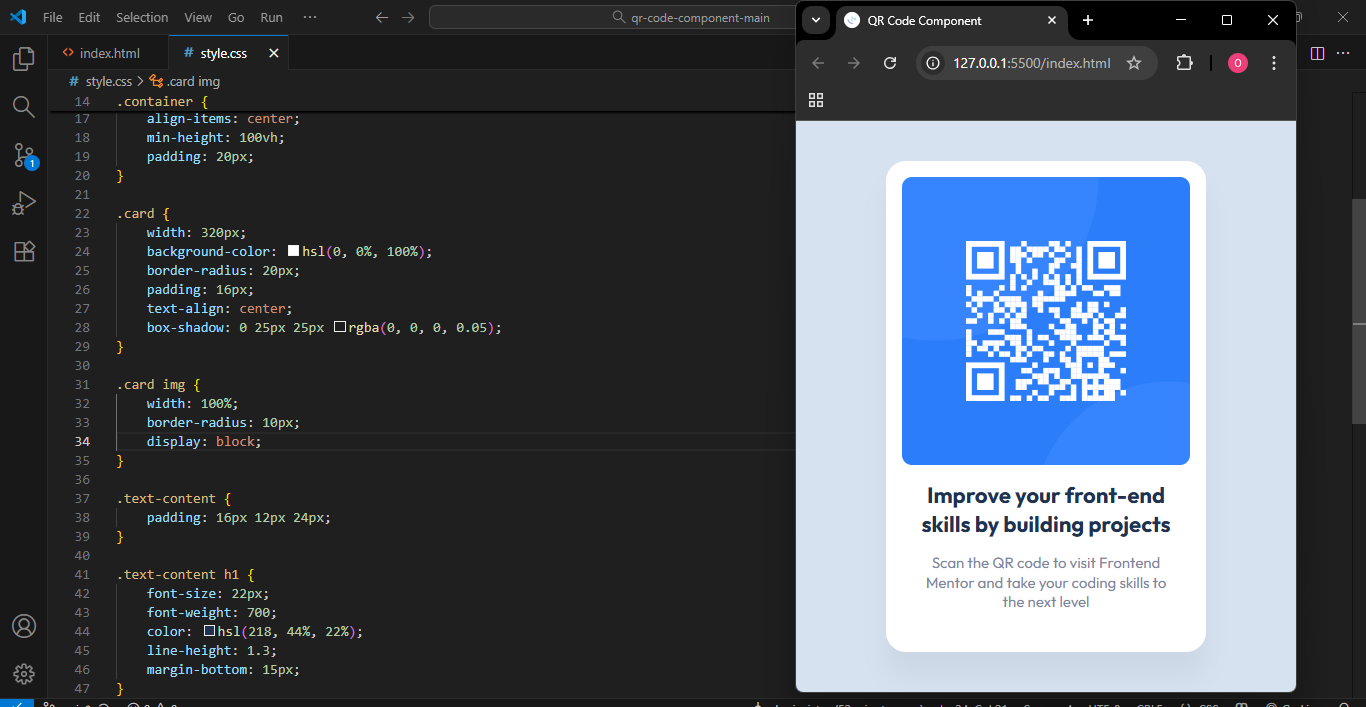 File Edit Selection View Go Run ···
qr-code-component-main
index.html
# style.css
# style.css > .card img
14 .container {
17 align-items: center;
18 min-height: 100vh;
19 padding: 20px;
20 }
21
22 .card {
23 width: 320px;
24 background-color: hsl(0, 0%, 100%);
25 border-radius: 20px;
26 padding: 16px;
27 text-align: center;
28 box-shadow: 0 25px 25px rgba(0, 0, 0, 0.05);
29 }
30
31 .card img {
32 width: 100%;
33 border-radius: 10px;
34 display: block;
35 }
36
37 .text-content {
38 padding: 16px 12px 24px;
39 }
40
41 .text-content h1 {
42 font-size: 22px;
43 font-weight: 700;
44 color: hsl(218, 44%, 22%);
45 line-height: 1.3;
46 margin-bottom: 15px;
47 }
1
QR Code Component
127.0.0.1:5500/index.html
O
Improve your front-end
skills by building projects
Scan the QR code to visit Frontend
Mentor and take your coding skills to
the next level